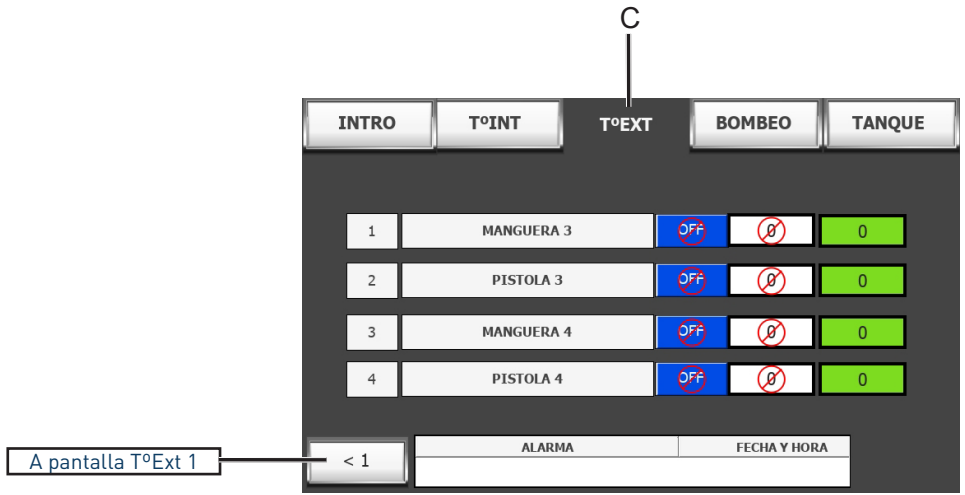 C
INTRO TºINT TºEXT BOMBEO TANQUE
1 MANGUERA 3 OFF 0 0
2 PISTOLA 3 OFF 0 0
3 MANGUERA 4 OFF 0 0
4 PISTOLA 4 OFF 0 0
ALARMA FECHA Y HORA
A pantalla TºExt 1 < 1